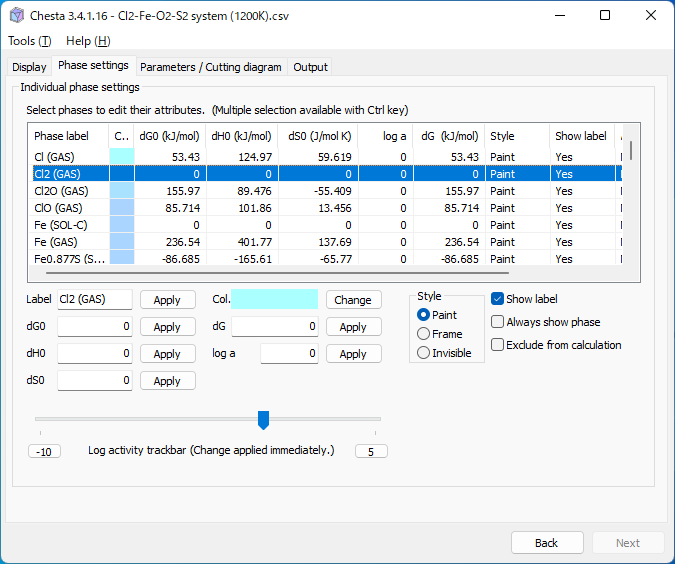 Chesta 3.4.1.16 - Cl2-Fe-O2-S2 system (1200K).csv
Tools (T) Help (H)
Display Phase settings Parameters / Cutting diagram Output
Individual phase settings
Select phases to edit their attributes. (Multiple selection available with Ctrl key)
Phase label C.. dG0 (kJ/mol) dH0 (kJ/mol) dS0 (J/mol K) log a dG (kJ/mol) Style Show label
Cl (GAS) 53.43 124.97 59.619 0 53.43 Paint Yes
Cl2 (GAS) 0 0 0 0 0 Paint Yes
Cl2O (GAS) 155.97 89.476 -55.409 0 155.97 Paint Yes
ClO (GAS) 85.714 101.86 13.456 0 85.714 Paint Yes
Fe (SOL-C) 0 0 0 0 0 Paint Yes
Fe (GAS) 236.54 401.77 137.69 0 236.54 Paint Yes
Fe0.877S (S... -86.685 -165.61 -65.77 0 -86.685 Paint Yes
Label Cl2 (GAS) Apply Col. Change Style Show label
dG0 0 Apply dG 0 Apply Paint Always show phase
dH0 0 Apply log a 0 Apply Frame Exclude from calculation
dS0 0 Apply Invisible
-10 Log activity trackbar (Change applied immediately.) 5
Back Next